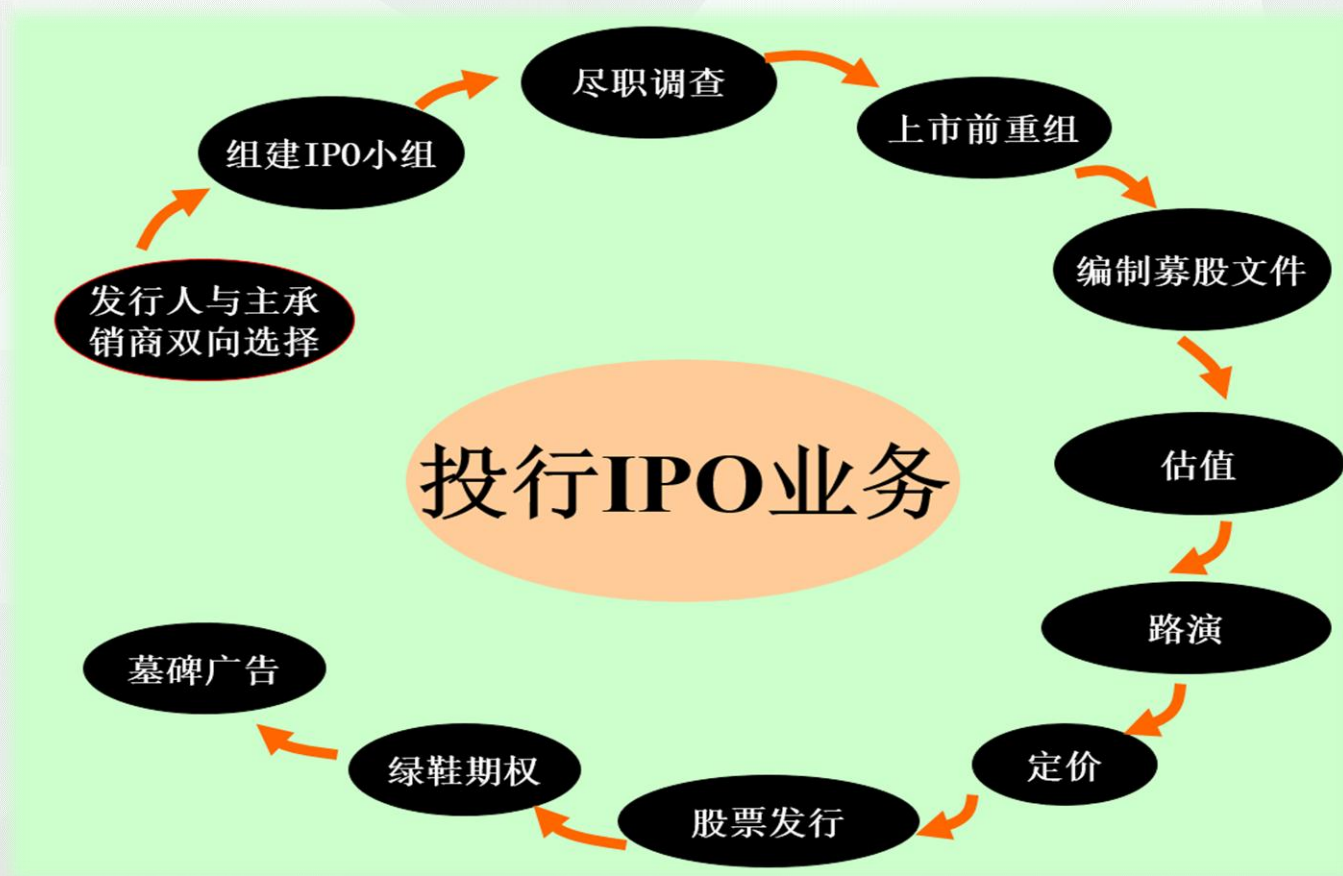 尽职调查
组建IPO小组
上市前重组
发行人与主承
销商双向选择
编制募股文件
投行IPO业务
估值
路演
定价
股票发行
绿鞋期权
墓碑广告